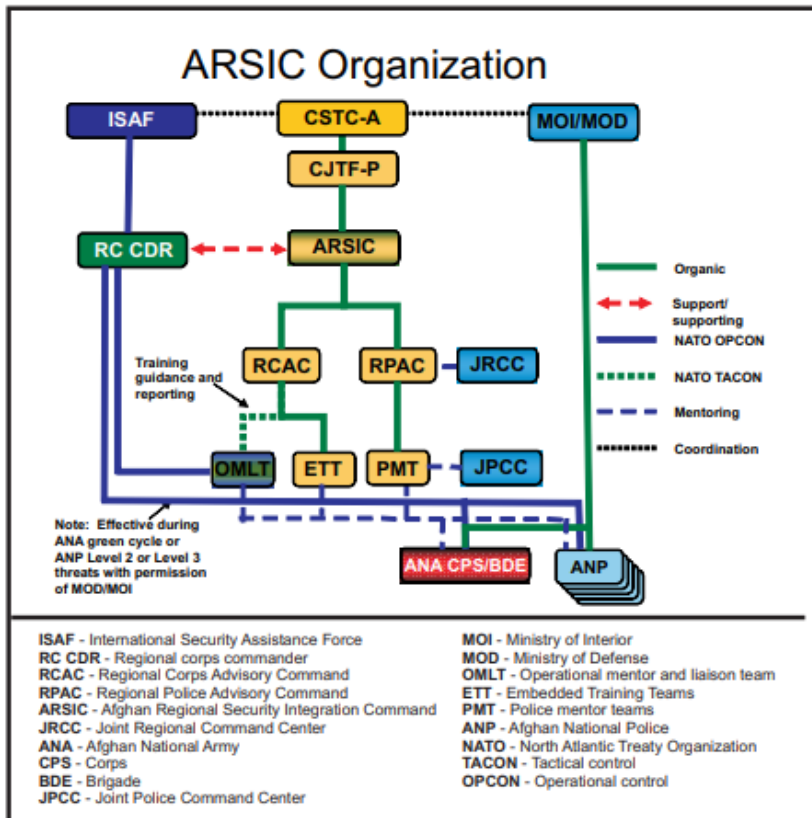 ARSIC Organization
ISAF
CSTC-A
MOI/MOD
CJTF-P
RC CDR
ARSIC
Organic
Support/
supporting
NATO OPCON
NATO TACON
Mentoring
Coordination
Training
guidance and
reporting
RCAC
RPAC
JRCC
OMLT
ETT
PMT
JPCC
Note: Effective during
ANA green cycle or
ANP Level 2 or Level 3
threats with permission
of MOD/MOI
ANA CPS/BDE
ANP
ISAF - International Security Assistance Force
RC CDR - Regional corps commander
RCAC - Regional Corps Advisory Command
RPAC - Regional Police Advisory Command
ARSIC - Afghan Regional Security Integration Command
JRCC - Joint Regional Command Center
ANA - Afghan National Army
CPS - Corps
BDE - Brigade
JPCC - Joint Police Command Center
MOI - Ministry of Interior
MOD - Ministry of Defense
OMLT - Operational mentor and liaison team
ETT - Embedded Training Teams
PMT - Police mentor teams
ANP - Afghan National Police
NATO - North Atlantic Treaty Organization
TACON - Tactical control
OPCON - Operational control